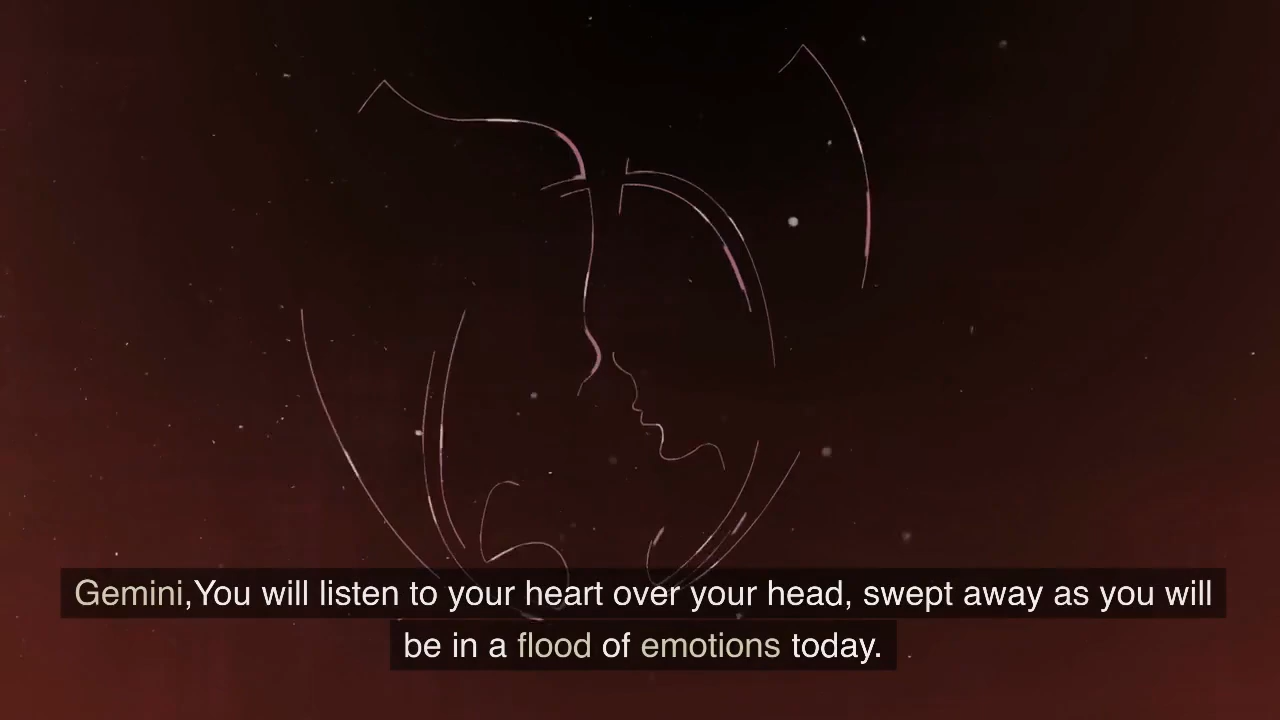 Gemini,You will listen to your heart over your head, swept away as you will
be in a flood of emotions today.